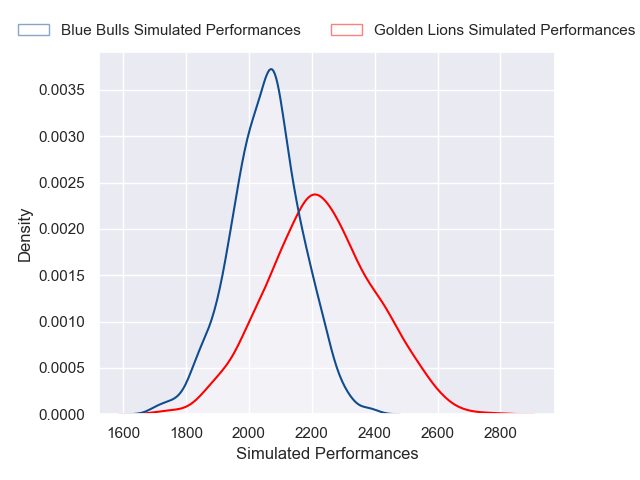 Blue Bulls Simulated Performances Golden Lions Simulated Performances
0.0035
0.0030
0.0025
0.0020
0.0015
0.0010
0.0005
0.0000
Density
1600 1800 2000 2200 2400 2600 2800
Simulated Performances